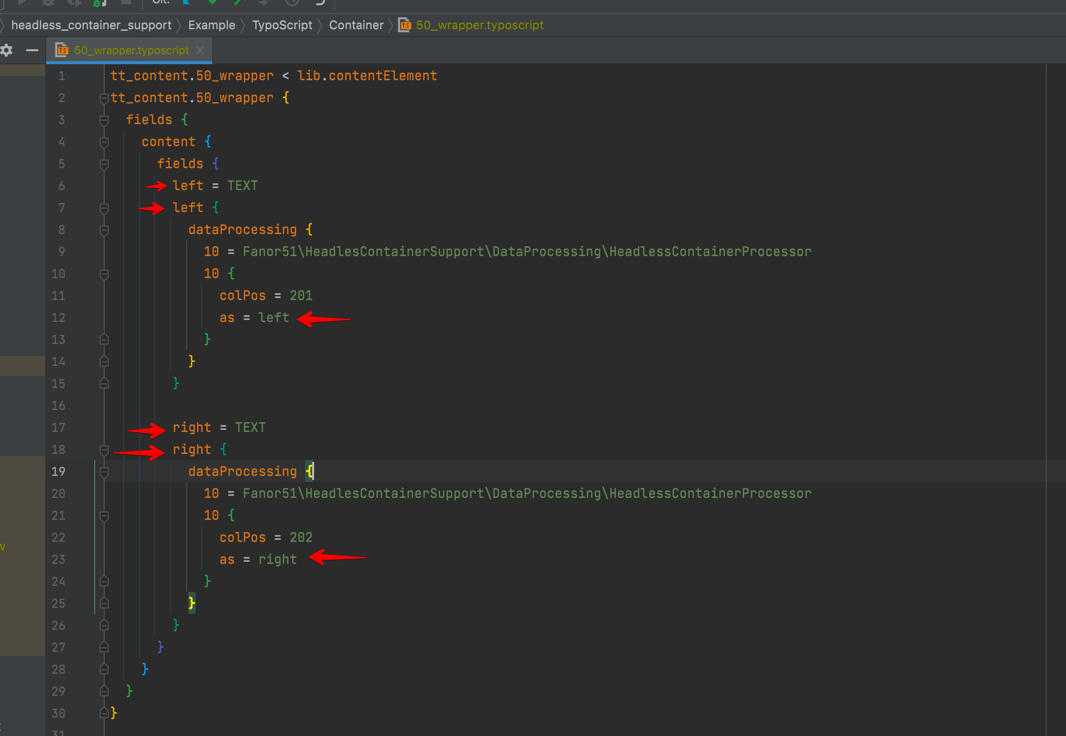 Git:
headless_container_support Example TypoScript Container 50_wrapper.typoscript
50_wrapper.typoscript
1 tt_content.50_wrapper < lib.contentElement
2 tt_content.50_wrapper {
3 fields {
4 content {
5 fields {
6 left = TEXT
7 left {
8 dataProcessing {
9 10 = Fanor51\HeadlesContainerSupport\DataProcessing\HeadlessContainerProcessor
10 10 {
11 colPos = 201
12 as = left
13 }
14 }
15 }
16
17 right = TEXT
18 right {
19 dataProcessing {
20 10 = Fanor51\HeadlesContainerSupport\DataProcessing\HeadlessContainerProcessor
21 10 {
22 colPos = 202
23 as = right
24 }
25 }
26 }
27 }
28 }
29 }
30 }
31